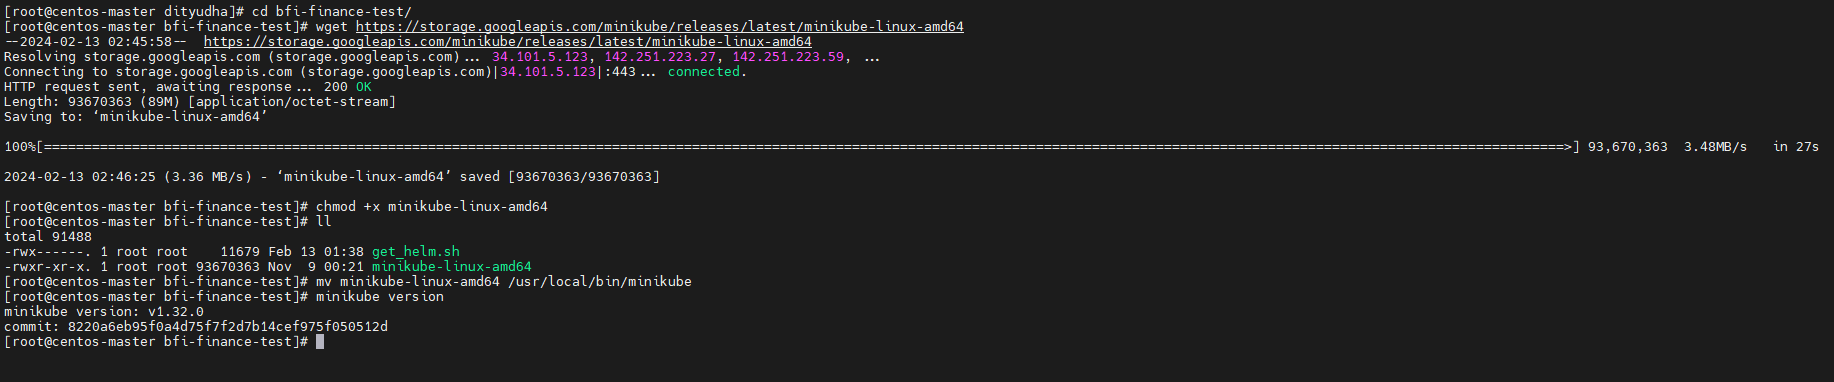 [root@centos-master dityudha]# cd bfi-finance-test/
[root@centos-master bfi-finance-test]# wget https://storage.googleapis.com/minikube/releases/latest/minikube-linux-amd64
--2024-02-13 02:45:58--  https://storage.googleapis.com/minikube/releases/latest/minikube-linux-amd64
Resolving storage.googleapis.com (storage.googleapis.com)... 34.101.5.123, 142.251.223.27, 142.251.223.59, ...
Connecting to storage.googleapis.com (storage.googleapis.com)|34.101.5.123|:443... connected.
HTTP request sent, awaiting response... 200 OK
Length: 93670363 (89M) [application/octet-stream]
Saving to: ‘minikube-linux-amd64’
100%[==============================================================================================================================================================================================>] 93,670,363  3.48MB/s   in 27s
2024-02-13 02:46:25 (3.36 MB/s) - ‘minikube-linux-amd64’ saved [93670363/93670363]
[root@centos-master bfi-finance-test]# chmod +x minikube-linux-amd64
[root@centos-master bfi-finance-test]# ll
total 91488
-rwx------. 1 root root    11679 Feb 13 01:38 get_helm.sh
-rwxr-xr-x. 1 root root 93670363 Nov  9 00:21 minikube-linux-amd64
[root@centos-master bfi-finance-test]# mv minikube-linux-amd64 /usr/local/bin/minikube
[root@centos-master bfi-finance-test]# minikube version
minikube version: v1.32.0
commit: 8220a6eb95f0a4d75f7f2d7b14cef975f050512d
[root@centos-master bfi-finance-test]#